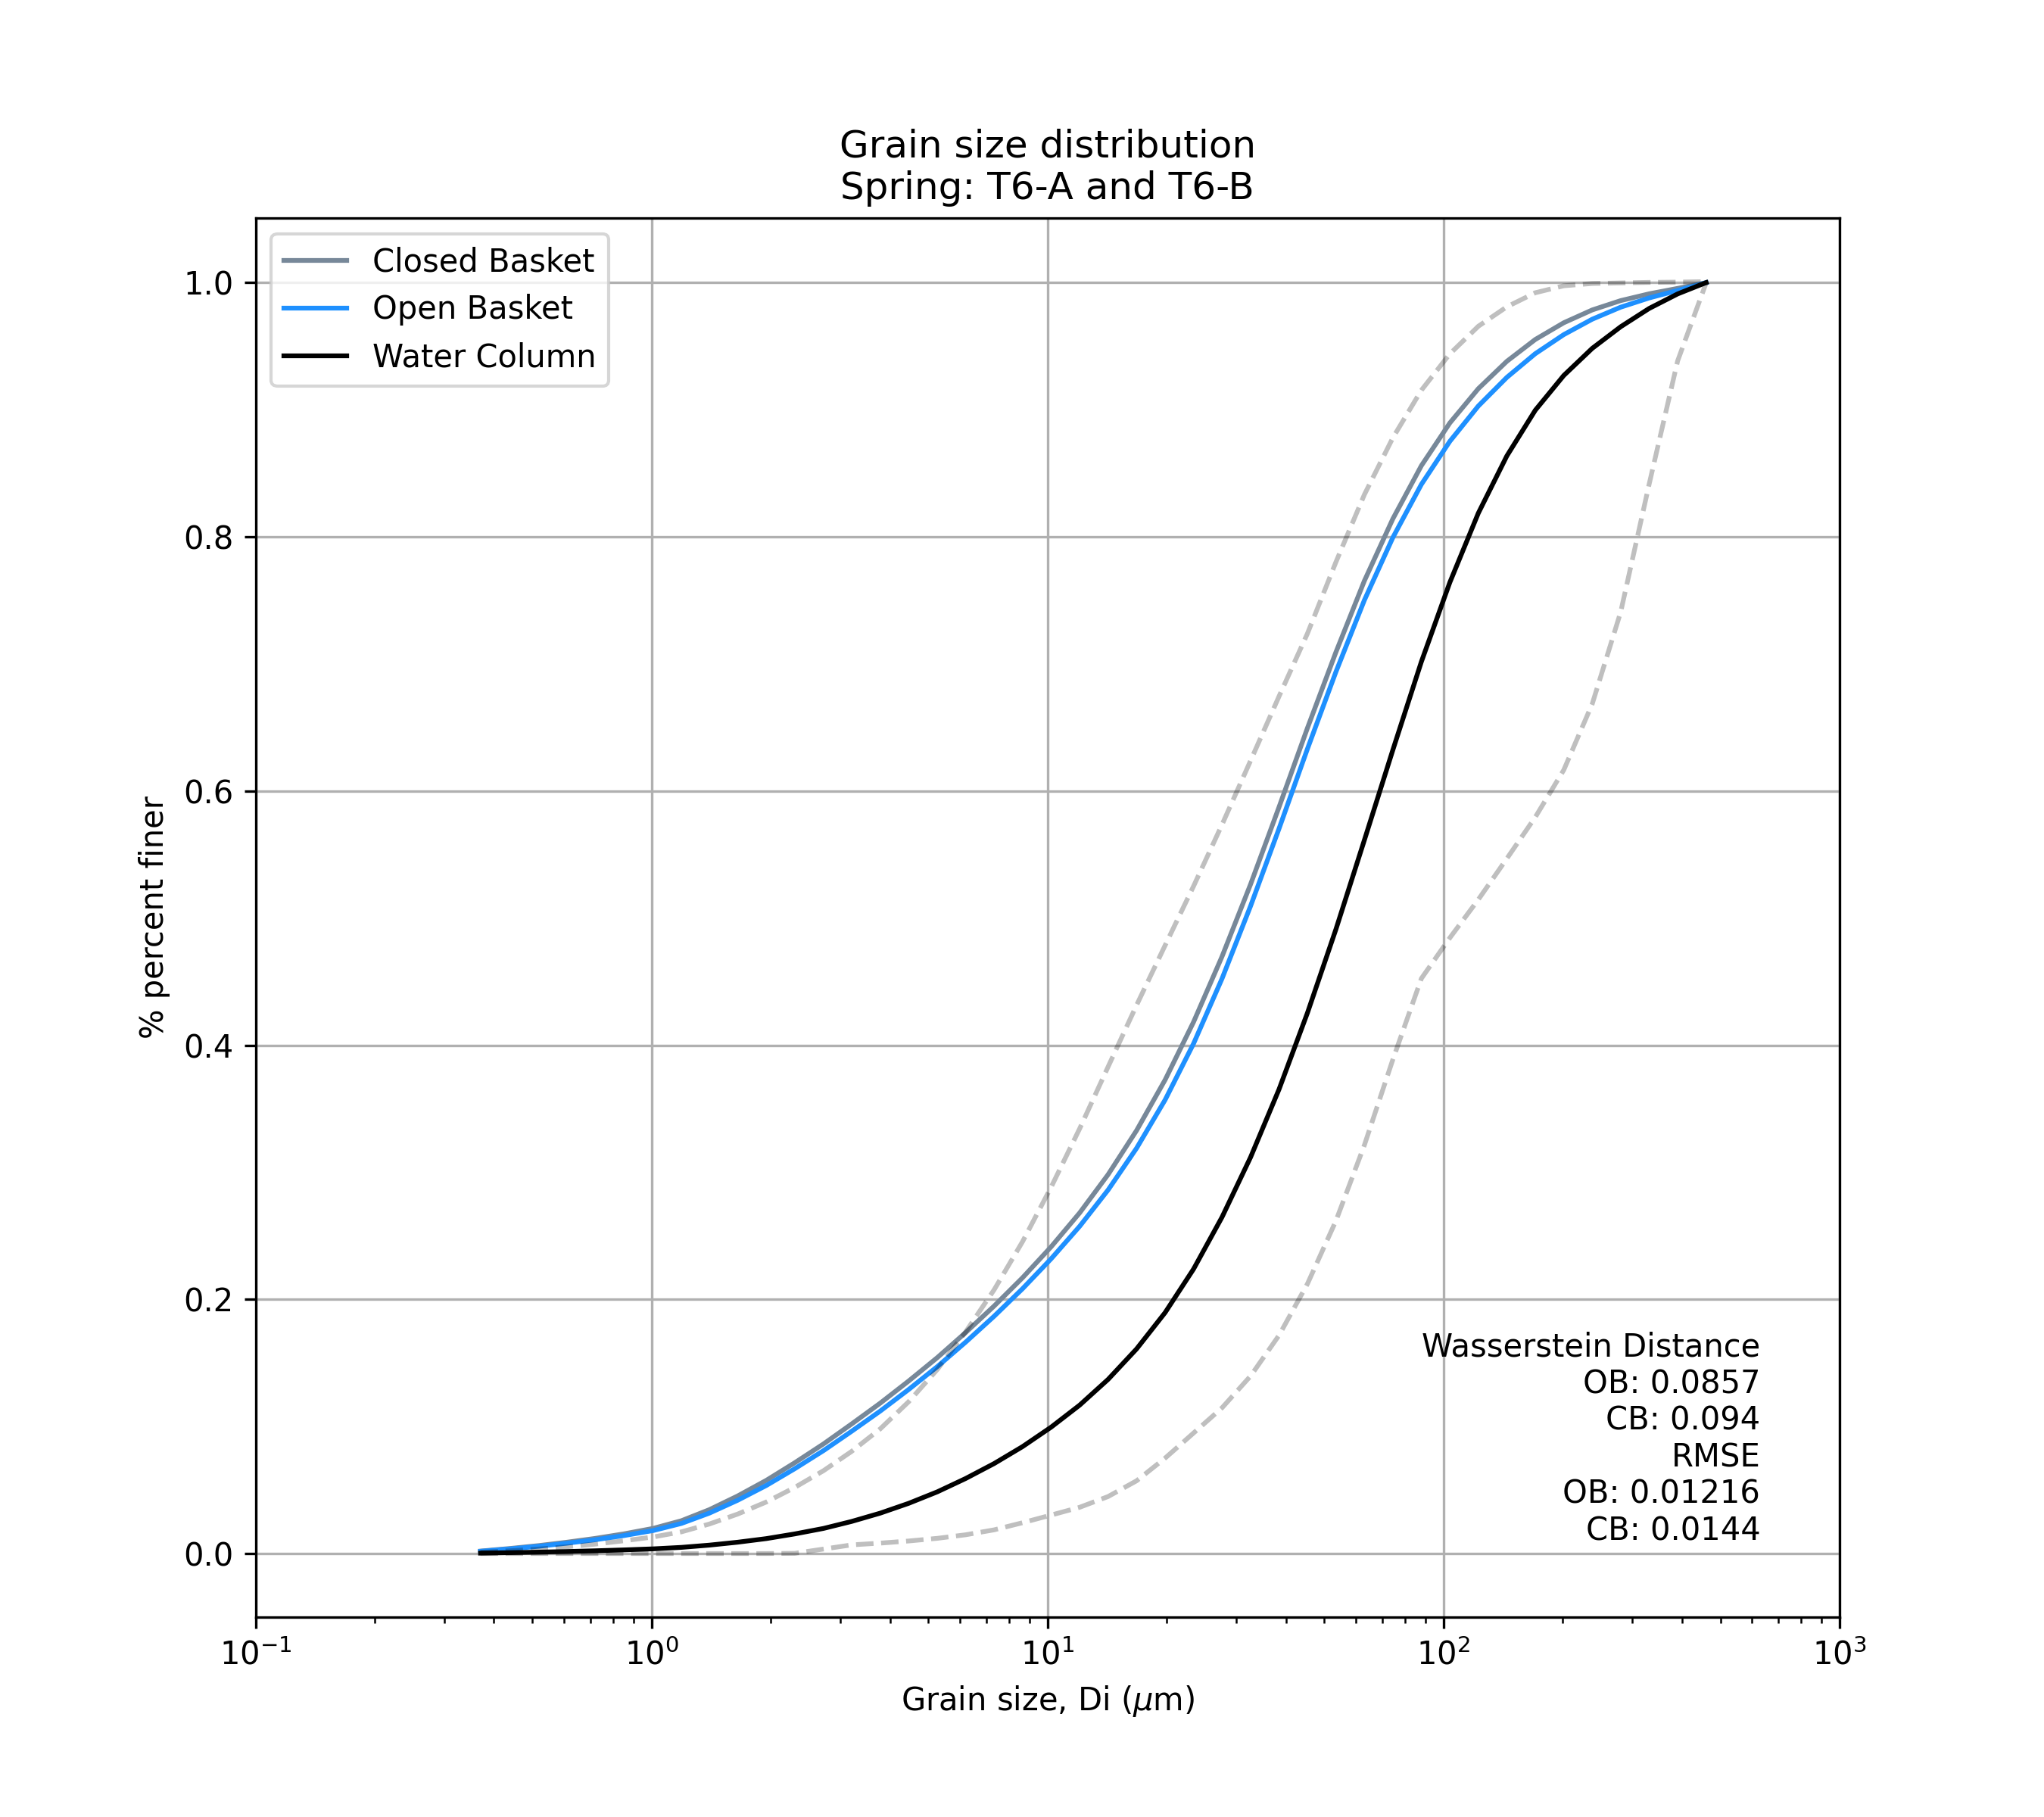 Grain size distribution
Spring: T6-A and T6-B
Closed Basket
Open Basket
Water Column
1.0
0.8
0.6
0.4
0.2
0.0
% percent finer
Wasserstein Distance
OB: 0.0857
CB: 0.094
RMSE
OB: 0.01216
CB: 0.0144
10⁻¹ 10⁰ 10¹ 10² 10³
Grain size, Di (μm)